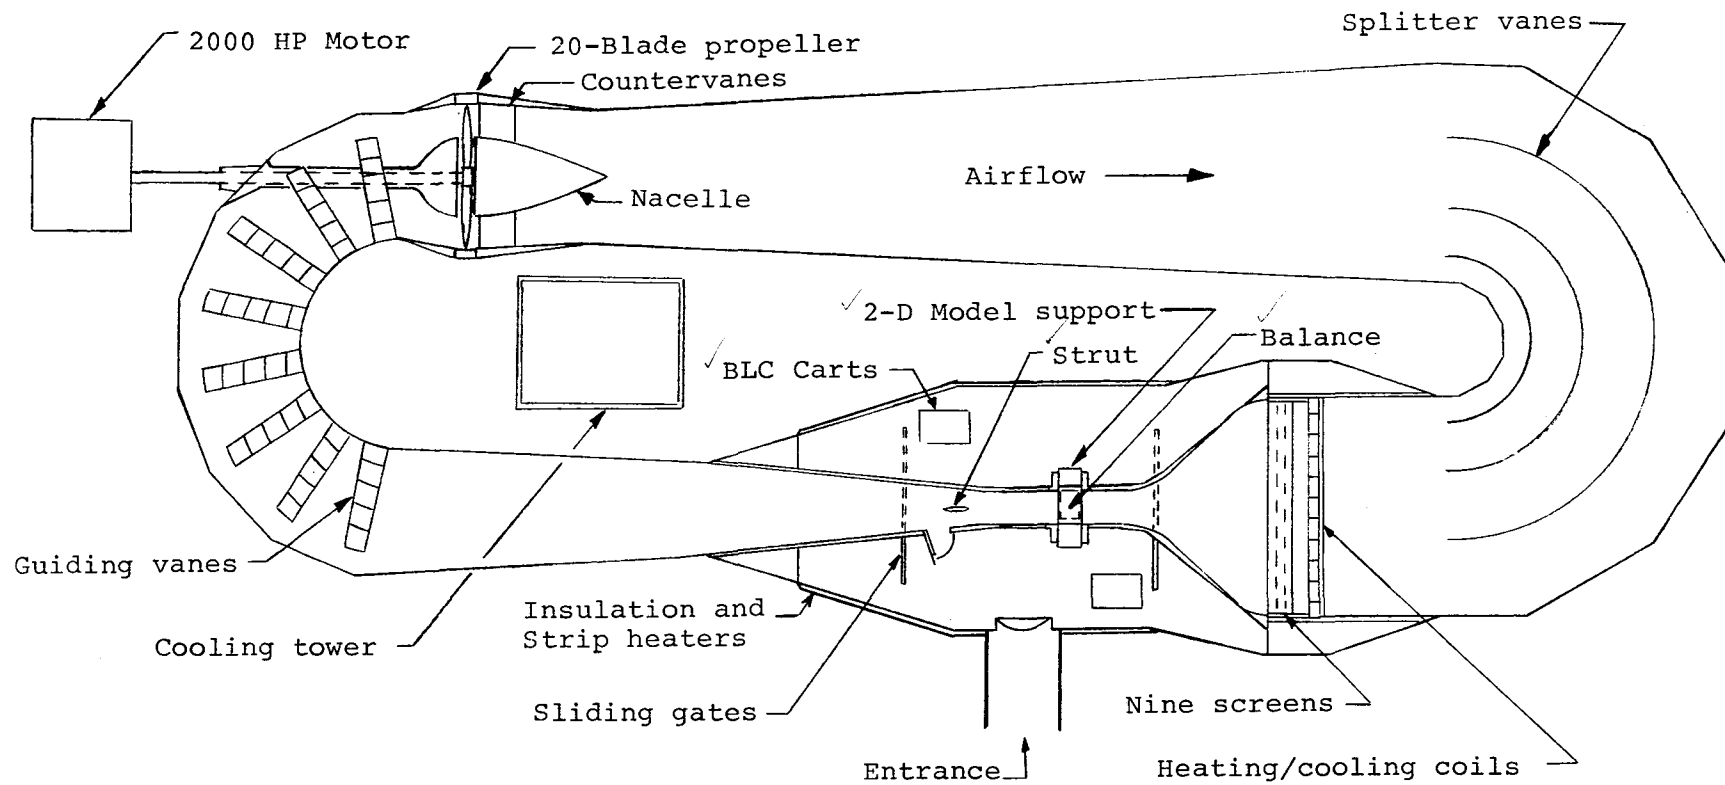 Splitter vanes
2000 HP Motor
20-Blade propeller
Countervanes
Airflow
Nacelle
2-D Model support
Balance
Strut
BLC Carts
Guiding vanes
Insulation and
Strip heaters
Cooling tower
Sliding gates
Nine screens
Entrance
Heating/cooling coils